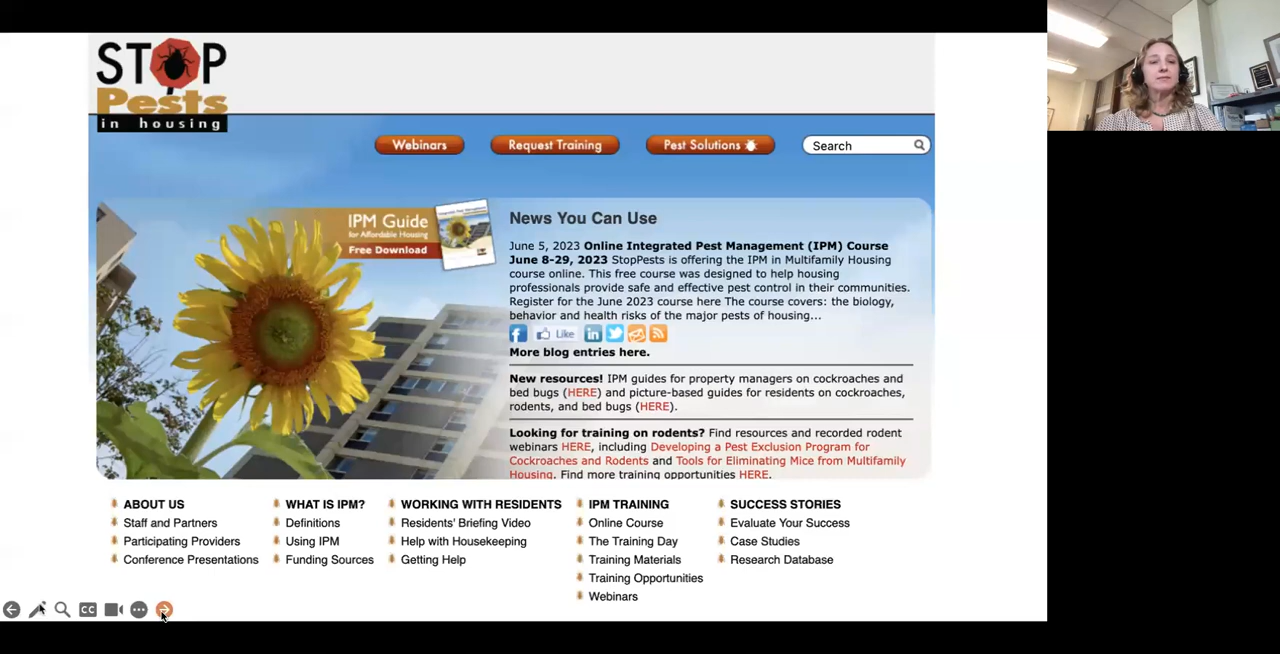 STOP
Pests
in housing
Webinars
Request Training
Pest Solutions
Search
IPM Guide
for Affordable Housing
Free Download
News You Can Use
June 5, 2023 Online Integrated Pest Management (IPM) Course
June 8-29, 2023 StopPests is offering the IPM in Multifamily Housing
course online. This free course was designed to help housing
professionals provide safe and effective pest control in their communities.
Register for the June 2023 course here The course covers: the biology,
behavior and health risks of the major pests of housing...
Like
More blog entries here.
New resources! IPM guides for property managers on cockroaches and
bed bugs (HERE) and picture-based guides for residents on cockroaches,
rodents, and bed bugs (HERE).
Looking for training on rodents? Find resources and recorded rodent
webinars HERE, including Developing a Pest Exclusion Program for
Cockroaches and Rodents and Tools for Eliminating Mice from Multifamily
Housing. Find more training opportunities HERE.
ABOUT US
Staff and Partners
Participating Providers
Conference Presentations
WHAT IS IPM?
Definitions
Using IPM
Funding Sources
WORKING WITH RESIDENTS
Residents' Briefing Video
Help with Housekeeping
Getting Help
IPM TRAINING
Online Course
The Training Day
Training Materials
Training Opportunities
Webinars
SUCCESS STORIES
Evaluate Your Success
Case Studies
Research Database
CC